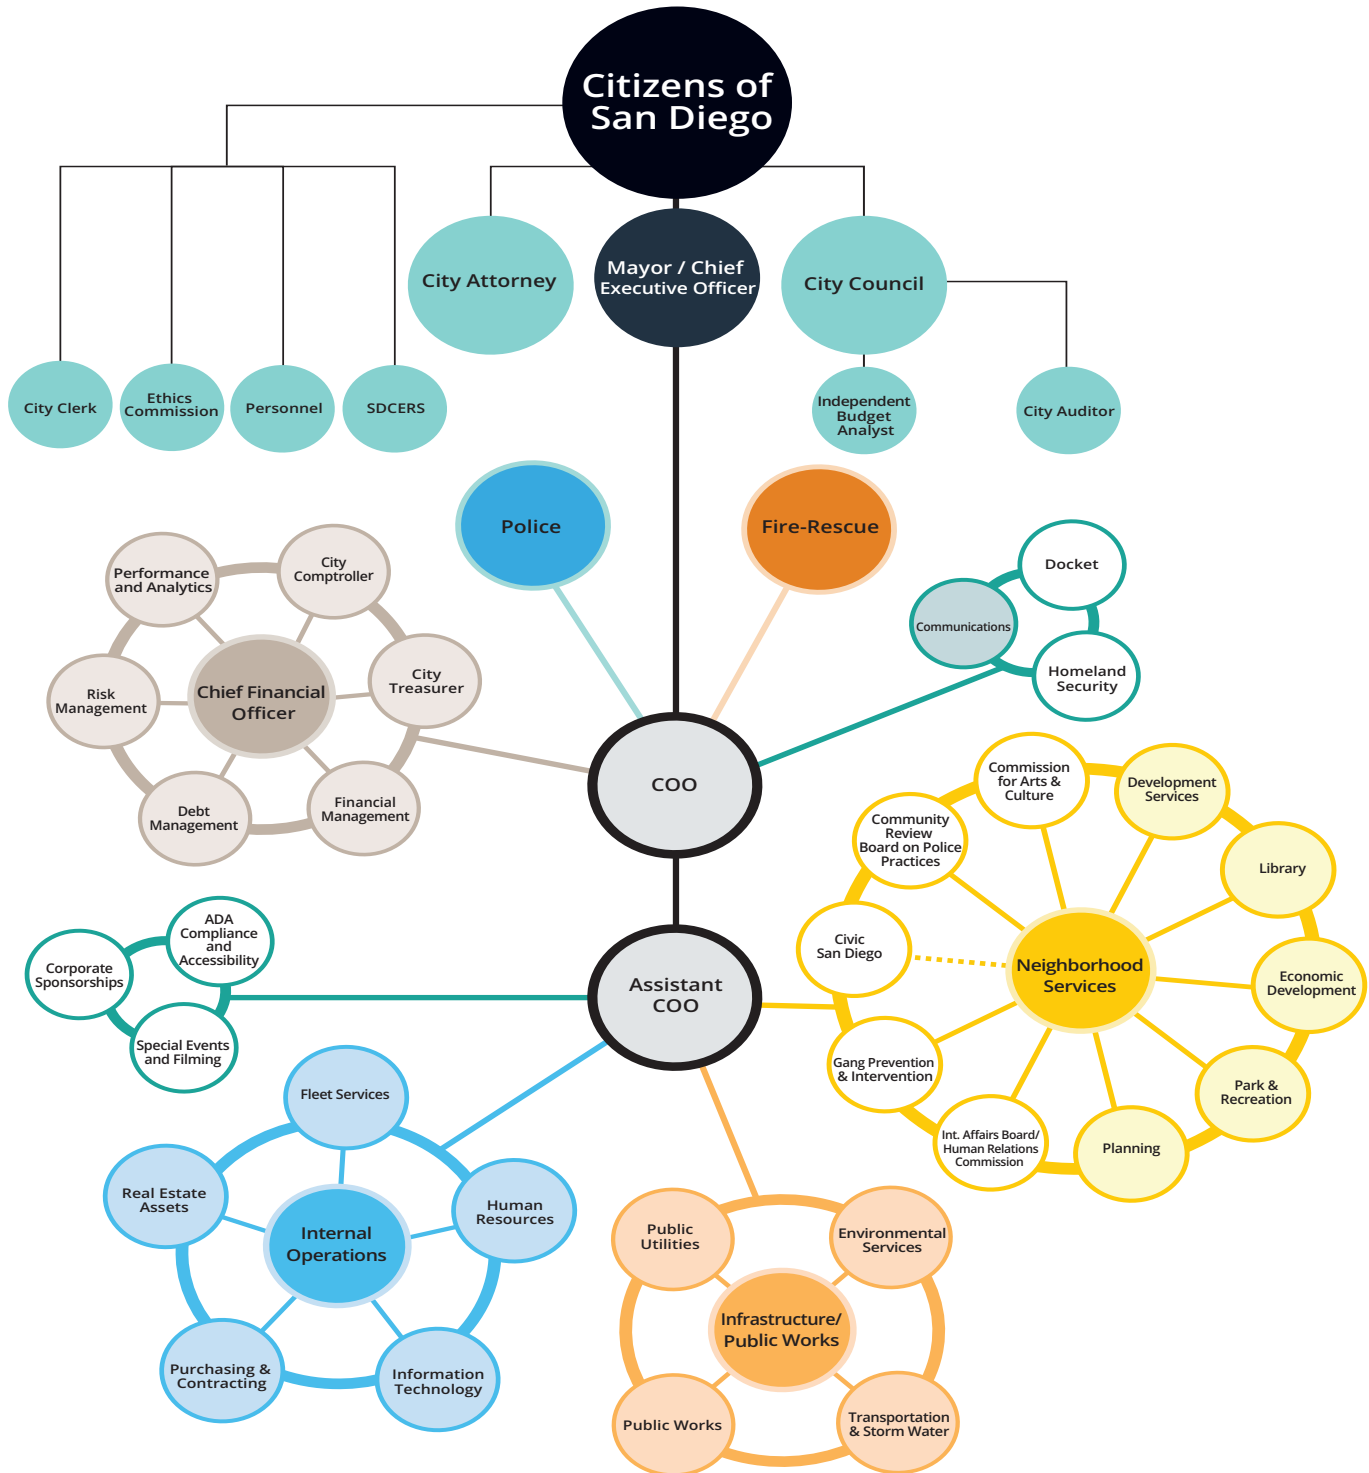 Citizens of
San Diego
City Attorney
Mayor / Chief
Executive Officer
City Council
City Clerk
Ethics
Commission
Personnel
SDCERS
Independent
Budget
Analyst
City Auditor
Police
Fire-Rescue
Performance
and Analytics
City
Comptroller
Risk
Management
Chief Financial
Officer
City
Treasurer
Debt
Management
Financial
Management
COO
Docket
Communications
Homeland
Security
Commission
for Arts &
Culture
Development
Services
Community
Review
Board on Police
Practices
Library
Civic
San Diego
Neighborhood
Services
Economic
Development
Gang Prevention
& Intervention
Park &
Recreation
Int. Affairs Board/
Human Relations
Commission
Planning
Assistant
COO
ADA
Compliance
and
Accessibility
Corporate
Sponsorships
Special Events
and Filming
Fleet Services
Real Estate
Assets
Human
Resources
Internal
Operations
Purchasing &
Contracting
Information
Technology
Public
Utilities
Environmental
Services
Infrastructure/
Public Works
Public Works
Transportation
& Storm Water